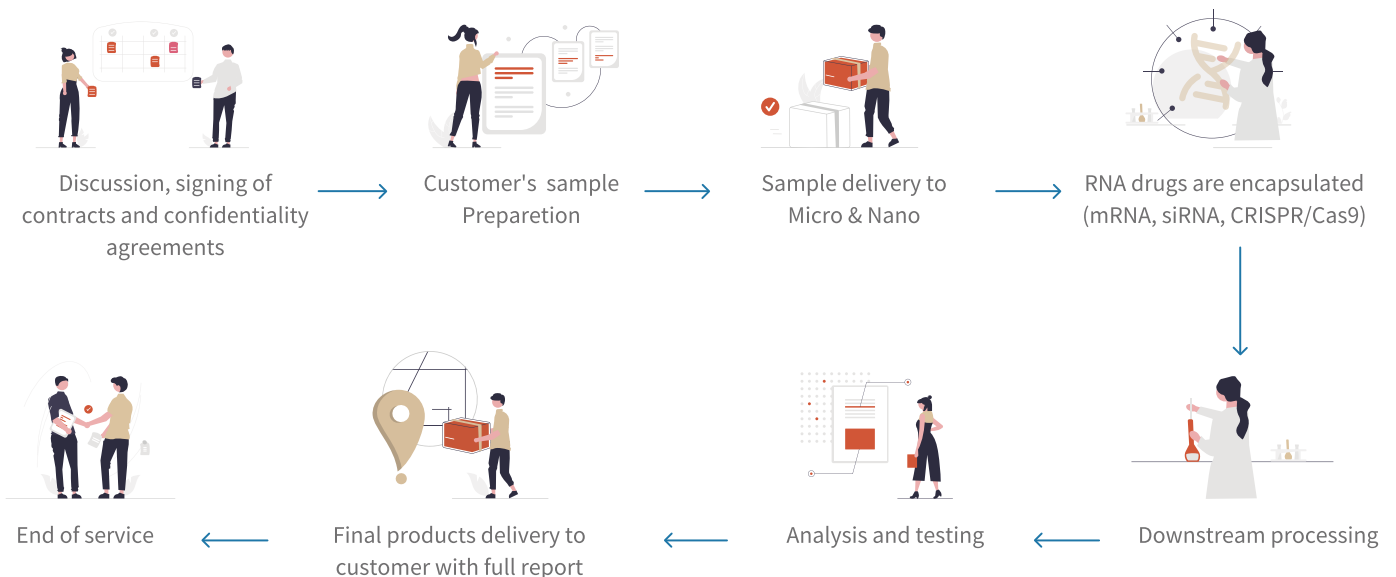 Discussion, signing of
contracts and confidentiality
agreements
Customer's sample
Preparetion
Sample delivery to
Micro & Nano
RNA drugs are encapsulated
(mRNA, siRNA, CRISPR/Cas9)
Downstream processing
Analysis and testing
Final products delivery to
customer with full report
End of service